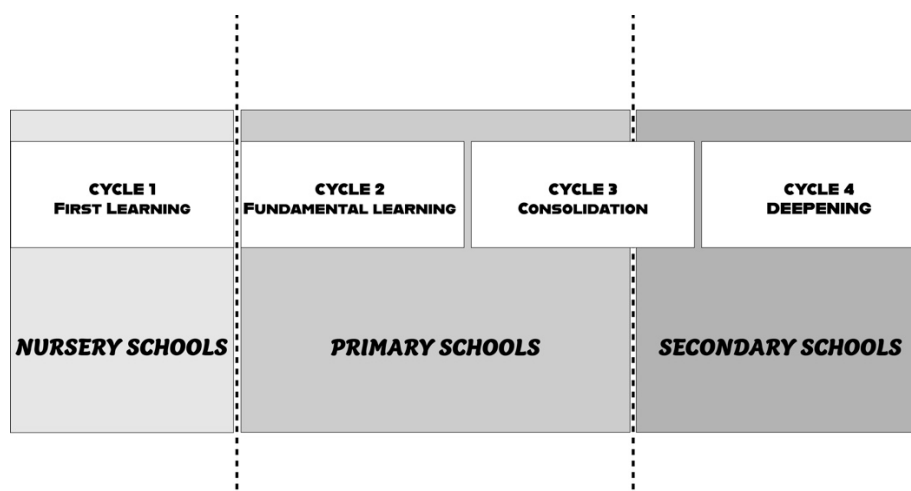 CYCLE 1
First Learning
CYCLE 2
Fundamental learning
CYCLE 3
Consolidation
CYCLE 4
DEEPENING
NURSERY SCHOOLS
PRIMARY SCHOOLS
SECONDARY SCHOOLS